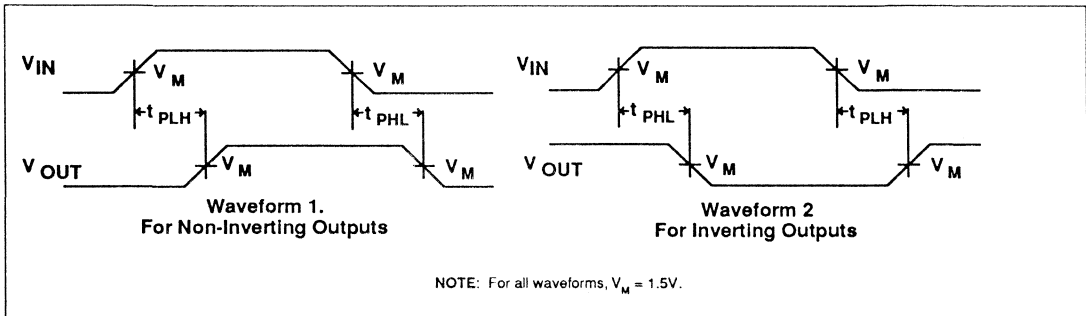 VIN
VM
VM
tPLH
tPHL
VOUT
VM
VM
Waveform 1.
For Non-Inverting Outputs
VIN
VM
VM
tPHL
tPLH
VOUT
VM
VM
Waveform 2
For Inverting Outputs
NOTE: For all waveforms, VM = 1.5V.